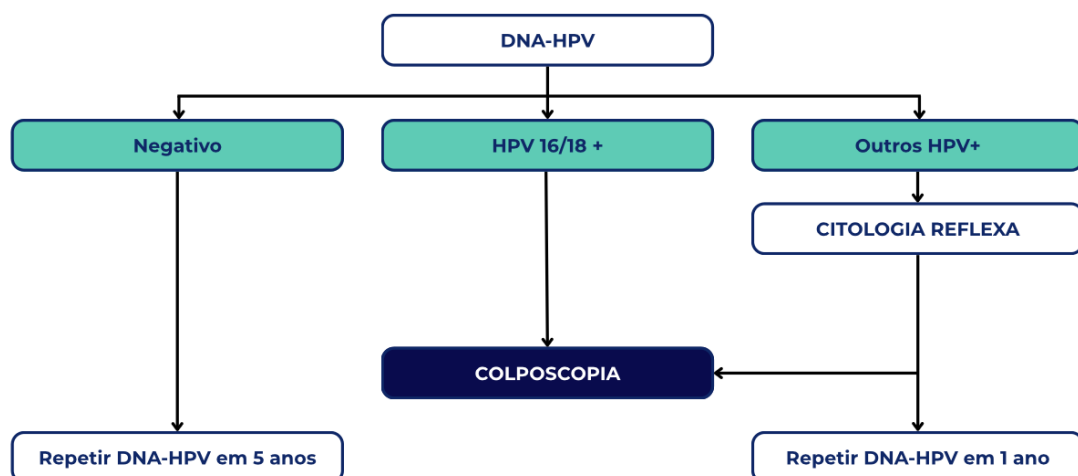 DNA-HPV
Negativo
HPV 16/18 +
Outros HPV+
CITOLOGIA REFLEXA
COLPOSCOPIA
Repetir DNA-HPV em 5 anos
Repetir DNA-HPV em 1 ano